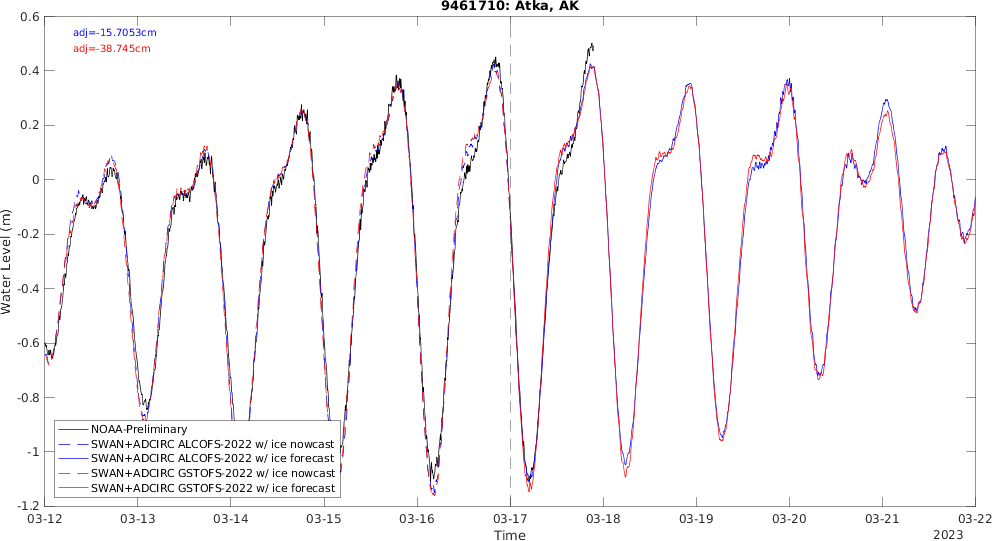 9461710: Atka, AK
adj=-15.7053cm
adj=-38.745cm
0.6
0.4
0.2
0
-0.2
-0.4
-0.6
-0.8
-1
-1.2
Water Level (m)
NOAA-Preliminary
SWAN+ADCIRC ALCOFS-2022 w/ ice nowcast
SWAN+ADCIRC ALCOFS-2022 w/ ice forecast
SWAN+ADCIRC GSTOFS-2022 w/ ice nowcast
SWAN+ADCIRC GSTOFS-2022 w/ ice forecast
03-12 03-13 03-14 03-15 03-16 03-17 03-18 03-19 03-20 03-21 03-22
Time
2023